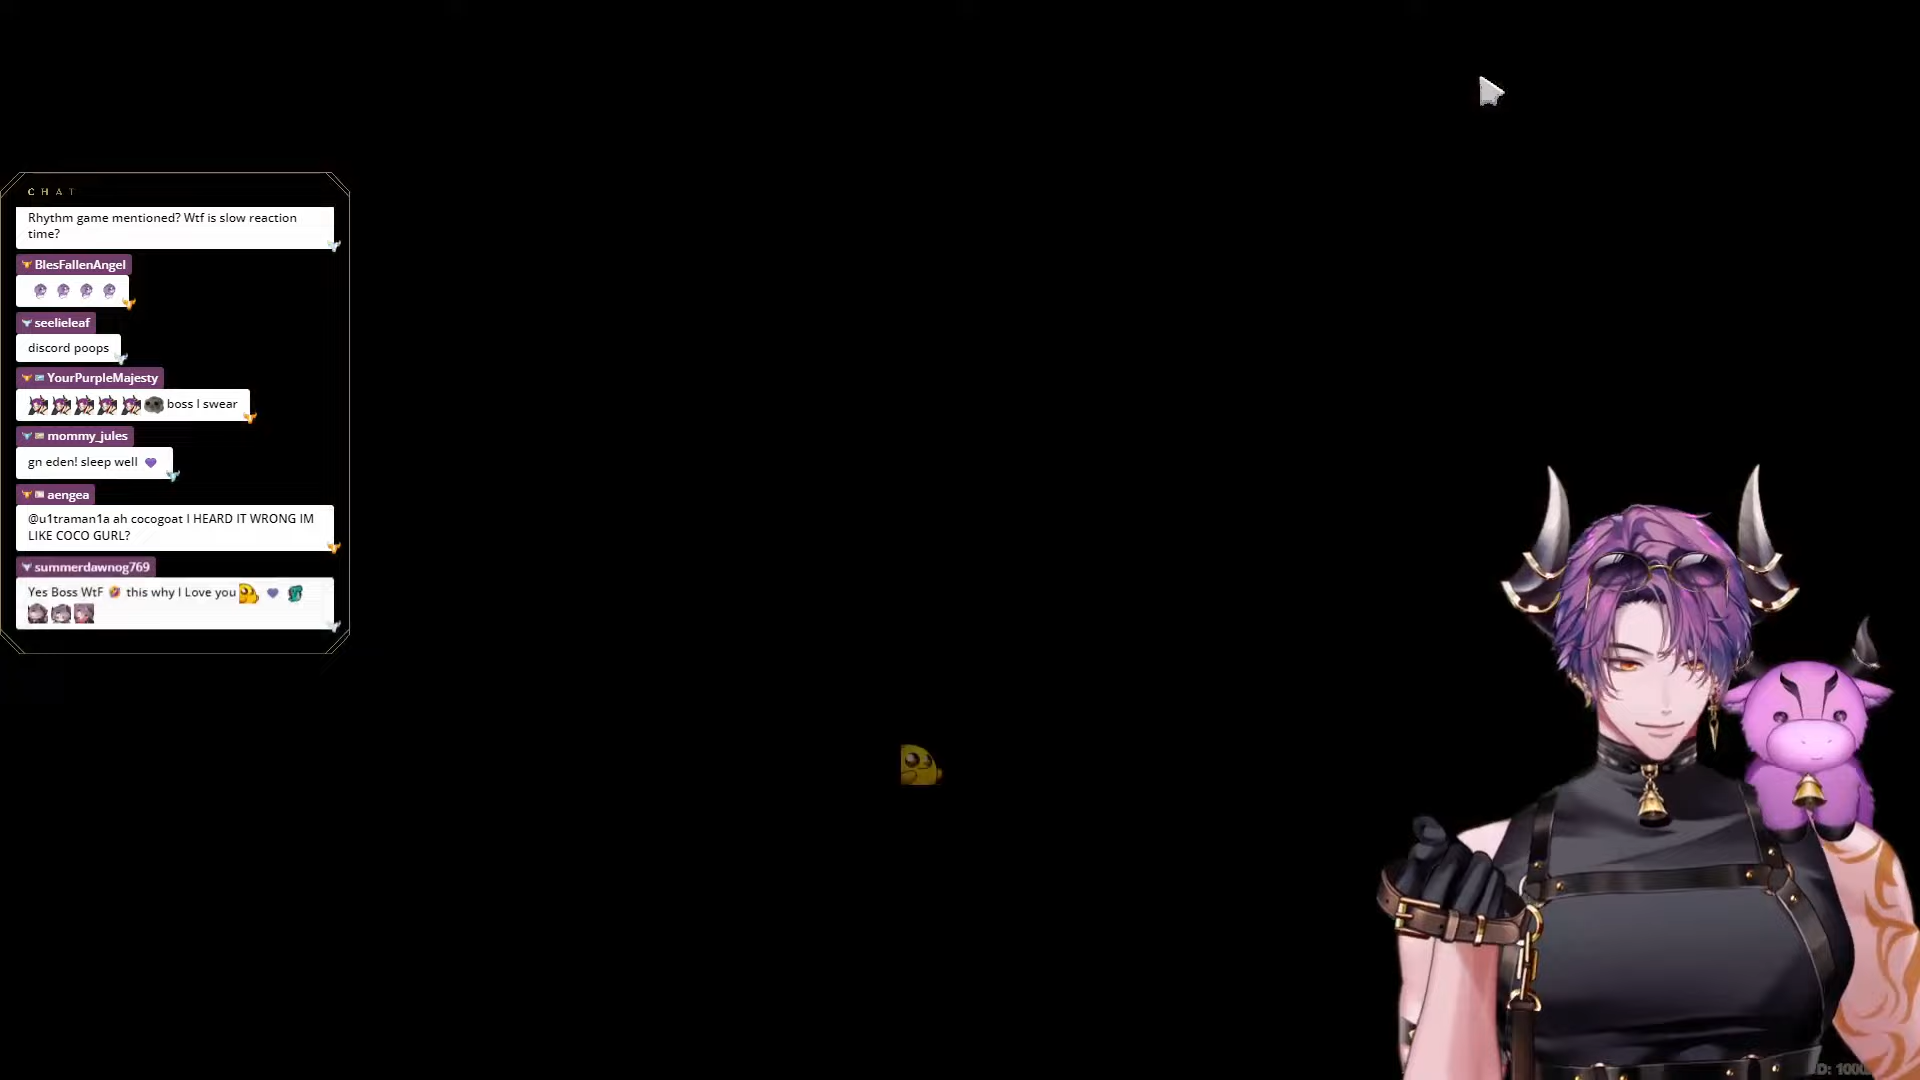 CHAT
Rhythm game mentioned? Wtf is slow reaction
time?
BlesFallenAngel
seelieleaf
discord poops
YourPurpleMajesty
boss I swear
mommy_jules
gn eden! sleep well 💜
aengea
@u1traman1a ah cocogoat I HEARD IT WRONG IM
LIKE COCO GURL?
summerdawnog769
Yes Boss WtF 🤣 this why I Love you 💜